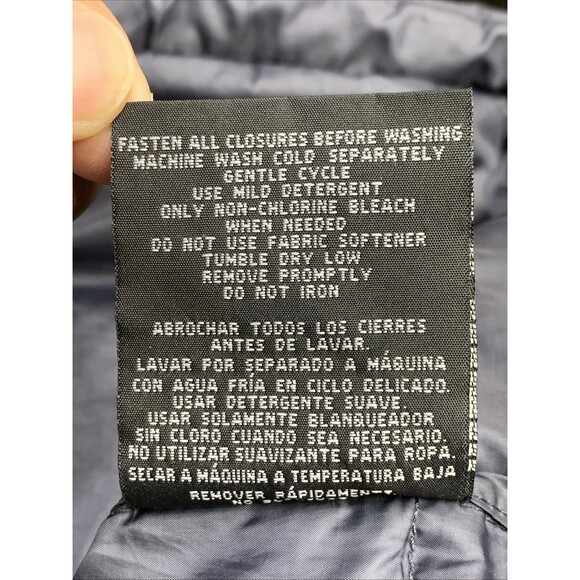 FASTEN ALL CLOSURES BEFORE WASHING
MACHINE WASH COLD SEPARATELY
GENTLE CYCLE
USE MILD DETERGENT
ONLY NON-CHLORINE BLEACH
WHEN NEEDED
DO NOT USE FABRIC SOFTENER
TUMBLE DRY LOW
REMOVE PROMPTLY
DO NOT IRON
ABROCHAR TODOS LOS CIERRES
ANTES DE LAVAR.
LAVAR POR SEPARADO A MÁQUINA
CON AGUA FRÍA EN CICLO DELICADO.
USAR DETERGENTE SUAVE
USAR SOLAMENTE BLANQUEADOR
SIN CLORO CUANDO SEA NECESARIO.
NO UTILIZAR SUAVIZANTE PARA ROPA.
SECAR A MÁQUINA A TEMPERATURA BAJA
REMOVER RÁPIDAMENTE
NO